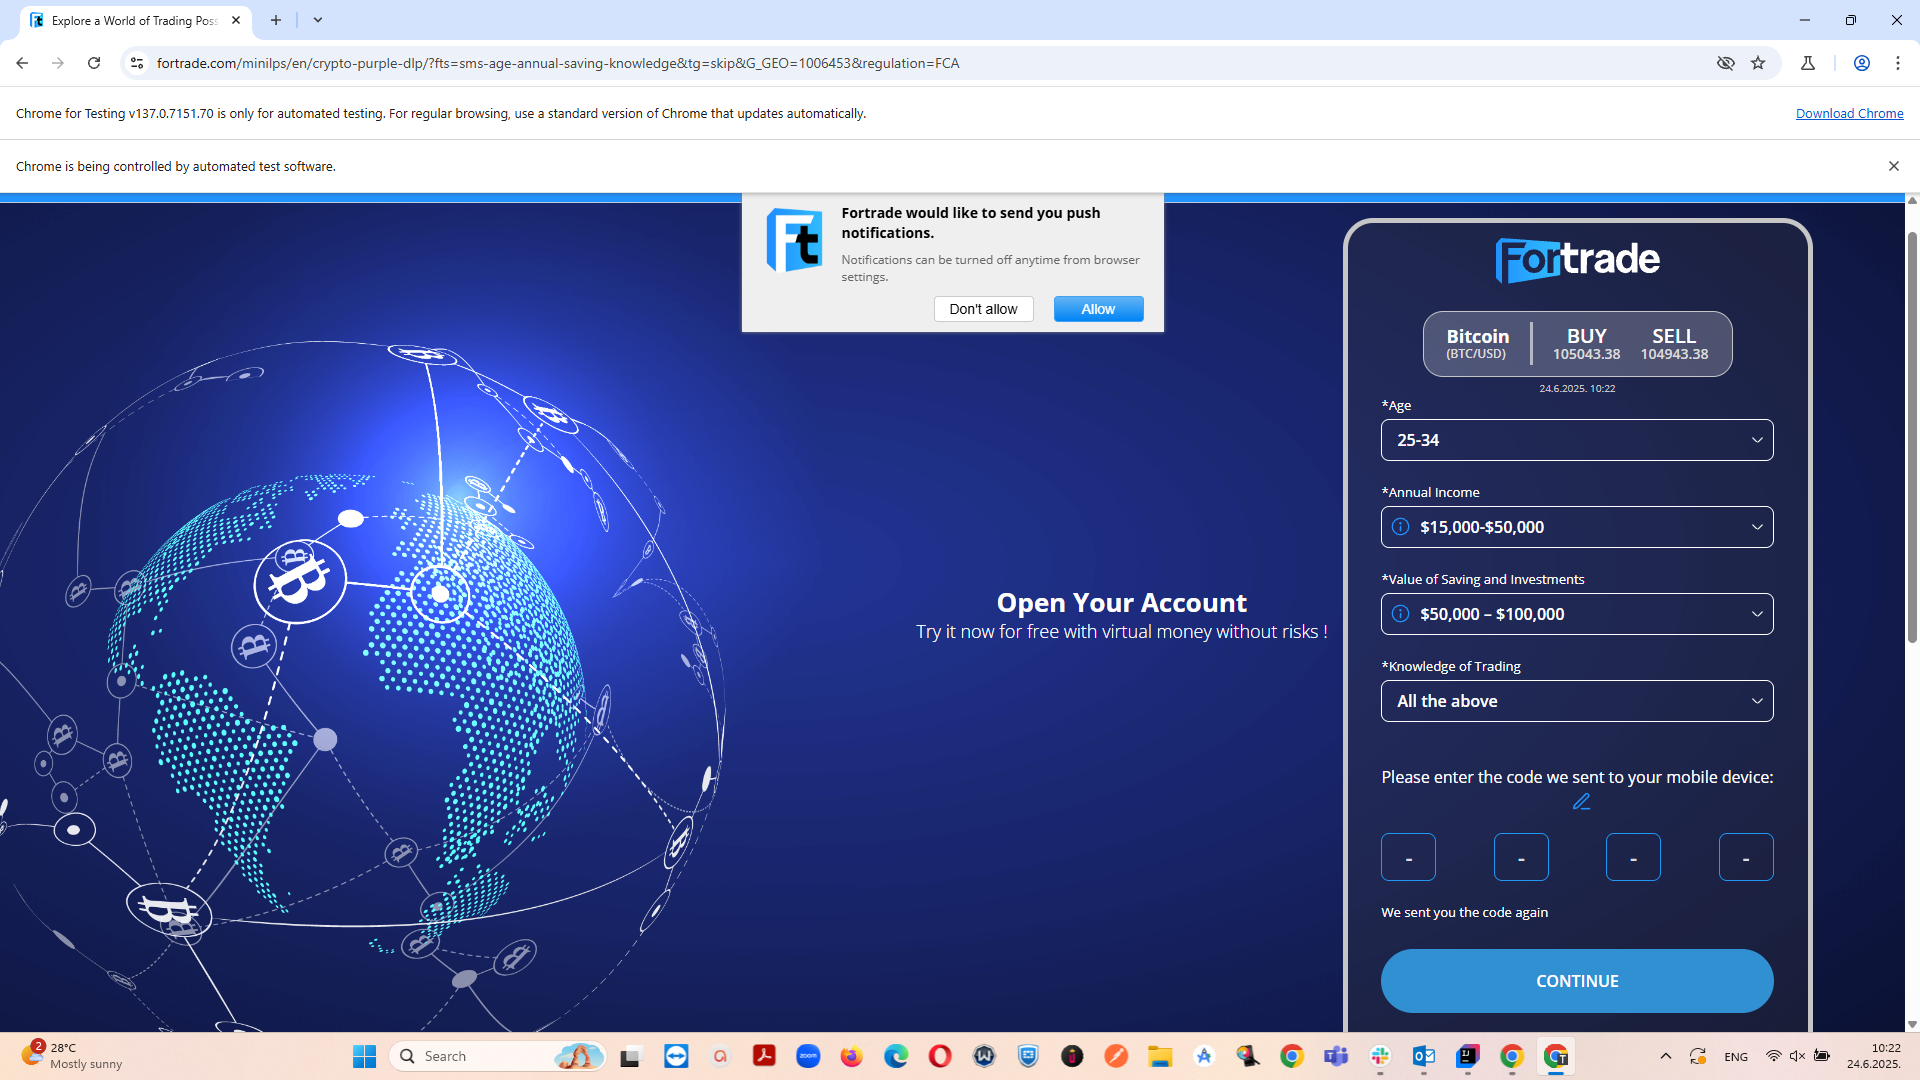 Explore a World of Trading Poss
fortrade.com/minilps/en/crypto-purple-dlp/?fts=sms-age-annual-saving-knowledge&tg=skip&G_GEO=1006453&regulation=FCA
Chrome for Testing v137.0.7151.70 is only for automated testing. For regular browsing, use a standard version of Chrome that updates automatically.
Download Chrome
Chrome is being controlled by automated test software.
Ft
Fortrade would like to send you push
notifications.
Notifications can be turned off anytime from browser
settings.
Don't allow
Allow
Fortrade
Bitcoin
(BTC/USD)
BUY
105043.38
SELL
104943.38
24.6.2025. 10:22
*Age
25-34
*Annual Income
$15,000-$50,000
*Value of Saving and Investments
$50,000 – $100,000
*Knowledge of Trading
All the above
Open Your Account
Try it now for free with virtual money without risks !
Please enter the code we sent to your mobile device:
- - - -
We sent you the code again
CONTINUE
2
28°C
Mostly sunny
Search
zoom
ENG
10:22
24.6.2025.